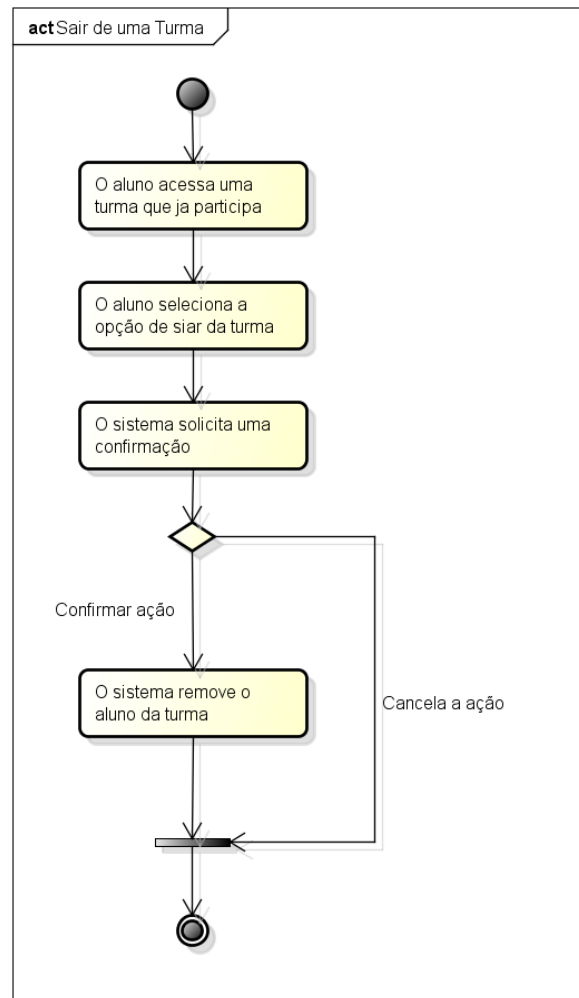 act Sair de uma Turma
O aluno acessa uma
turma que ja participa
O aluno seleciona a
opção de siar da turma
O sistema solicita uma
confirmação
Confirmar ação
O sistema remove o
aluno da turma
Cancela a ação